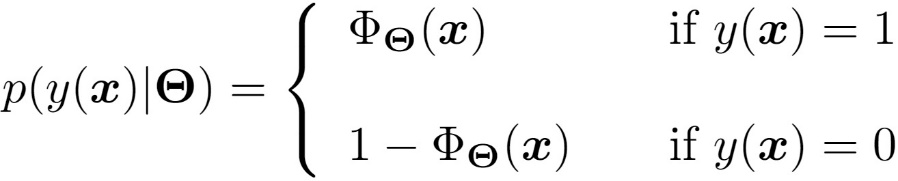 Φ_Θ(x) if y(x) = 1
p(y(x)|Θ) = {
1 − Φ_Θ(x) if y(x) = 0